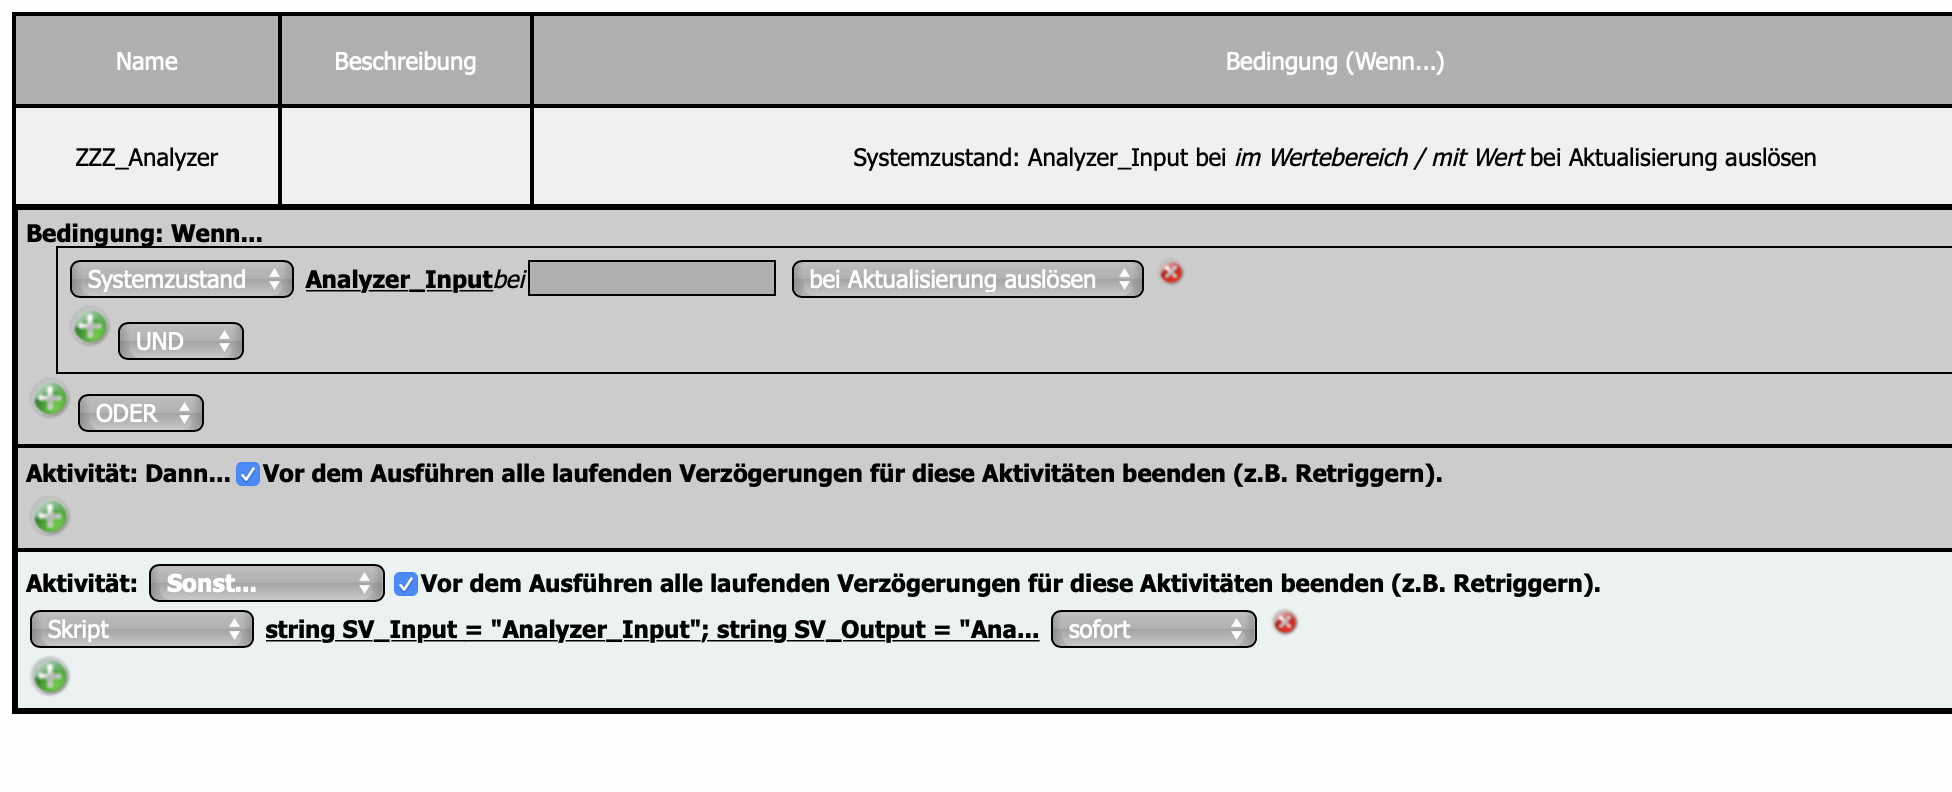 Name Beschreibung Bedingung (Wenn...)
ZZZ_Analyzer Systemzustand: Analyzer_Input bei im Wertebereich / mit Wert bei Aktualisierung auslösen
Bedingung: Wenn...
Systemzustand Analyzer_Input bei bei Aktualisierung auslösen
UND
ODER
Aktivität: Dann... Vor dem Ausführen alle laufenden Verzögerungen für diese Aktivitäten beenden (z.B. Retriggern).
Aktivität: Sonst... Vor dem Ausführen alle laufenden Verzögerungen für diese Aktivitäten beenden (z.B. Retriggern).
Skript string SV_Input = "Analyzer_Input"; string SV_Output = "Ana... sofort